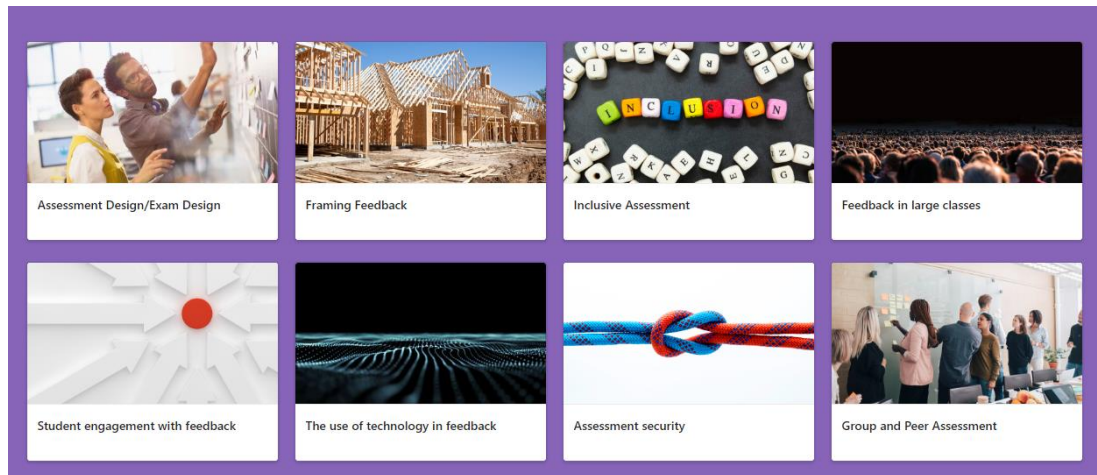 INCLUSION
Assessment Design/Exam Design
Framing Feedback
Inclusive Assessment
Feedback in large classes
Student engagement with feedback
The use of technology in feedback
Assessment security
Group and Peer Assessment